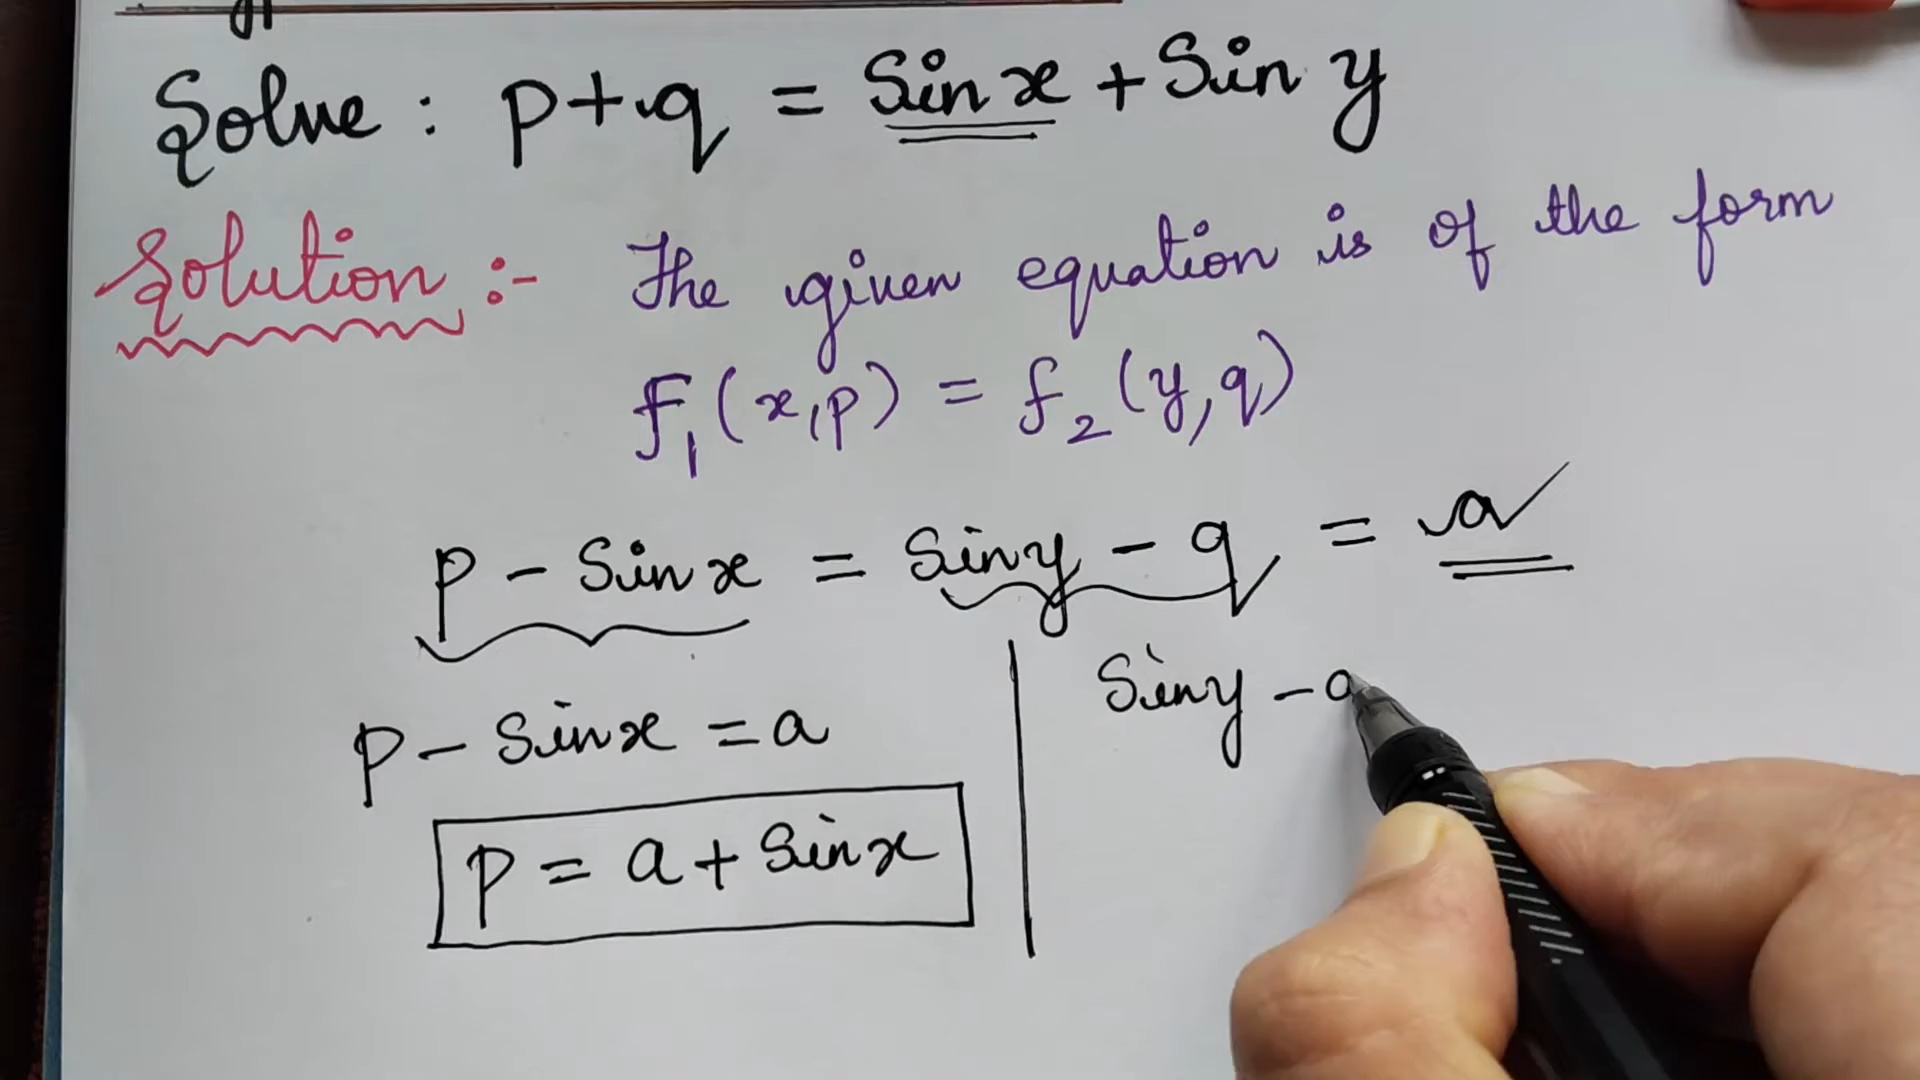 Solve : p+q = Sin x + Sin y
Solution :- The given equation is of the form
f₁(x,p) = f₂(y,q)
p - Sin x = Sin y - q = a
p - Sin x = a
Sin y -
p = a + Sin x